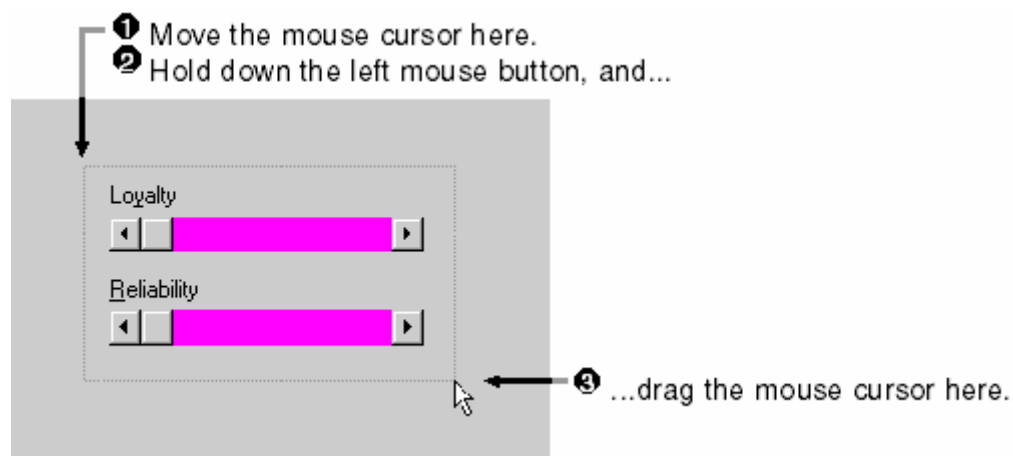 ❶ Move the mouse cursor here.
❷ Hold down the left mouse button, and...
Loyalty
Reliability
❸ ...drag the mouse cursor here.